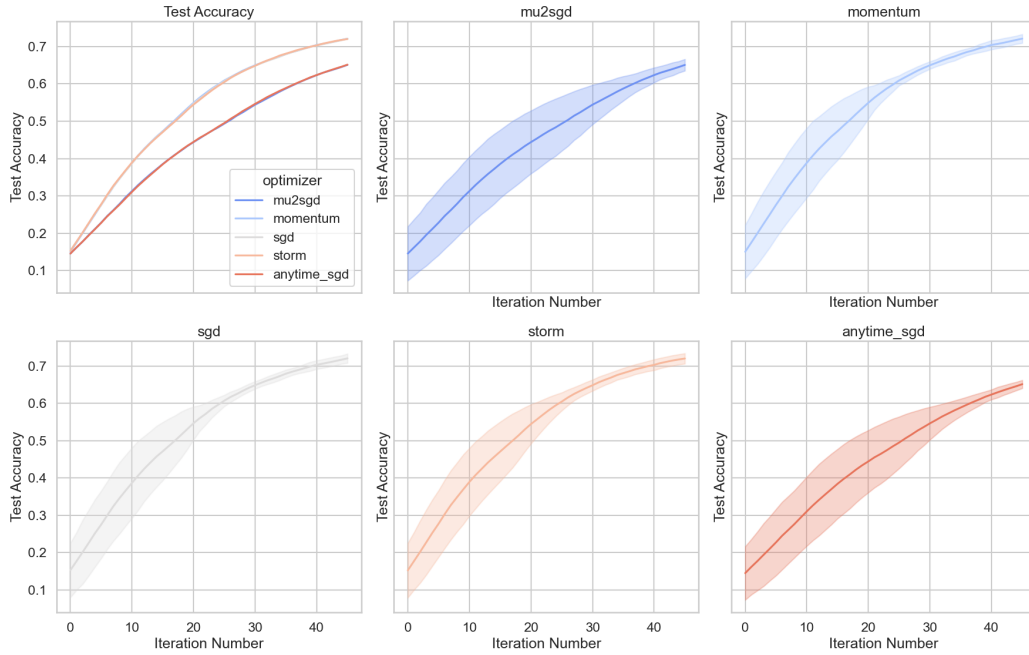 Test Accuracy
mu2sgd
momentum
Test Accuracy
0.7
0.6
0.5
0.4
0.3
0.2
0.1
optimizer
mu2sgd
momentum
sgd
storm
anytime_sgd
Test Accuracy
Iteration Number
Test Accuracy
Iteration Number
sgd
storm
anytime_sgd
Test Accuracy
0.7
0.6
0.5
0.4
0.3
0.2
0.1
0 10 20 30 40
Iteration Number
Test Accuracy
0 10 20 30 40
Iteration Number
Test Accuracy
0 10 20 30 40
Iteration Number